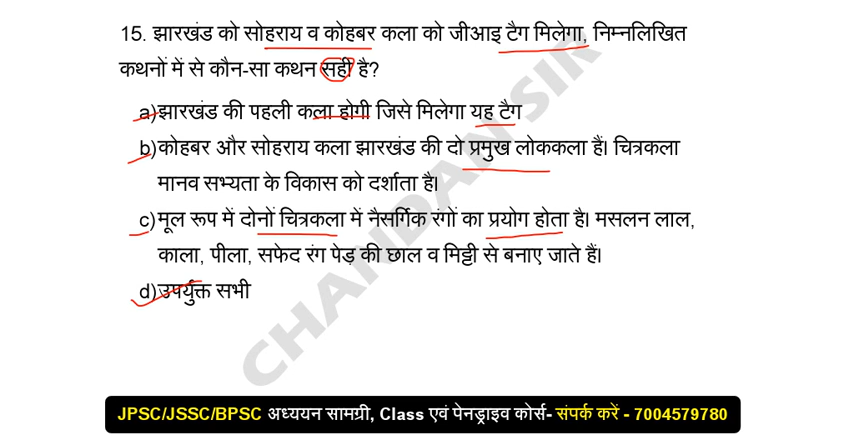 15. झारखंड को सोहराय व कोहबर कला को जीआइ टैग मिलेगा, निम्नलिखित
कथनों में से कौन-सा कथन सही है?
a)झारखंड की पहली कला होगी जिसे मिलेगा यह टैग
b)कोहबर और सोहराय कला झारखंड की दो प्रमुख लोककला हैं। चित्रकला
मानव सभ्यता के विकास को दर्शाता है।
c)मूल रूप में दोनों चित्रकला में नैसर्गिक रंगों का प्रयोग होता है। मसलन लाल,
काला, पीला, सफेद रंग पेड़ की छाल व मिट्टी से बनाए जाते हैं।
d)उपर्युक्त सभी
CHANDAN SIR
JPSC/JSSC/BPSC अध्ययन सामग्री, Class एवं पेनड्राइव कोर्स- संपर्क करें - 7004579780